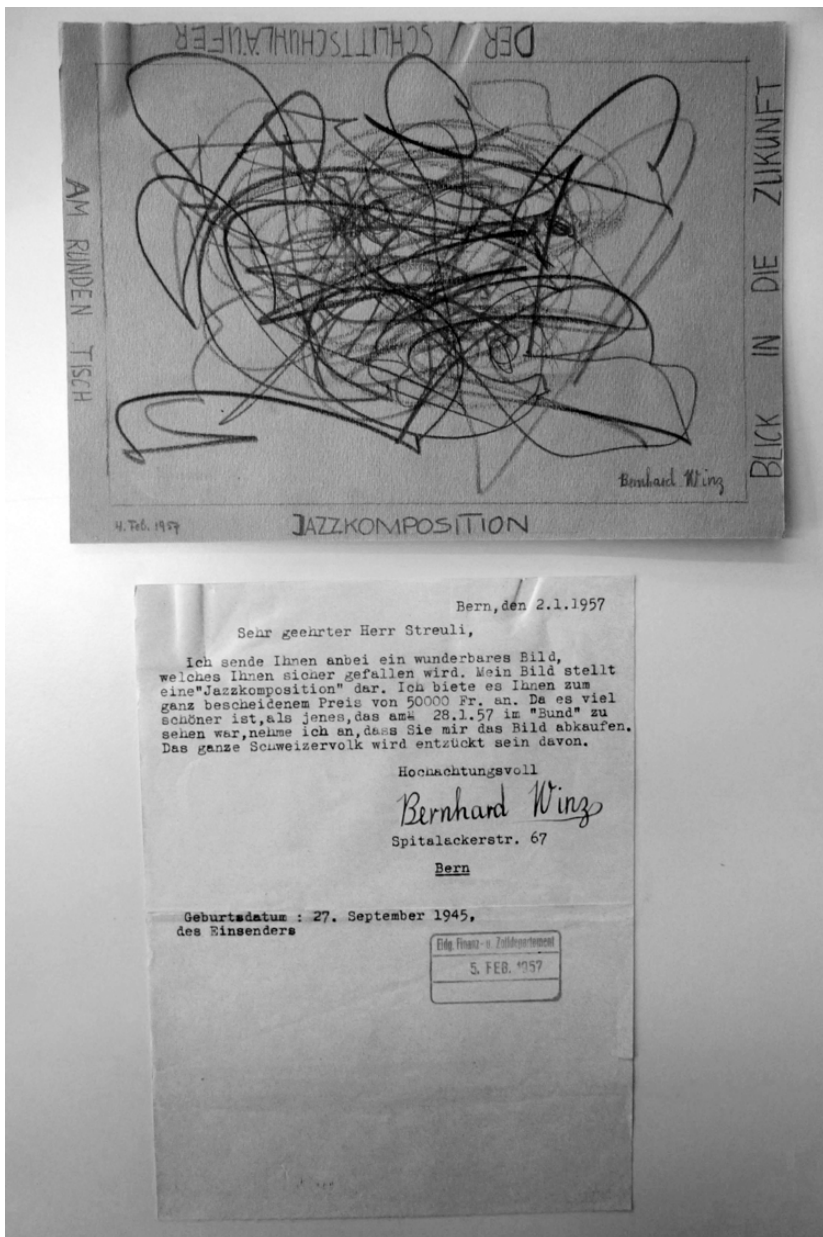 DER / SCHLITTSCHUHLÄUFER
AM RUNDEN TISCH
BLICK IN DIE ZUKUNFT
Bernhard Winz
4. Feb. 1957
JAZZKOMPOSITION
Bern,den 2.1.1957
Sehr geehrter Herr Streuli,
Ich sende Ihnen anbei ein wunderbares Bild,
welches Ihnen sicher gefallen wird. Mein Bild stellt
eine"Jazzkomposition" dar. Ich biete es Ihnen zum
ganz bescheidenem Preis von 50000 Fr. an. Da es viel
schöner ist,als jenes,das am 28.1.57 im "Bund" zu
sehen war,nehme ich an,dass Sie mir das Bild abkaufen.
Das ganze Schweizervolk wird entzückt sein davon.
Hochachtungsvoll
Bernhard Winz
Spitalackerstr. 67
Bern
Geburtsdatum : 27. September 1945,
des Einsenders
Eidg. Finanz- u. Zolldepartement
5. FEB. 1957